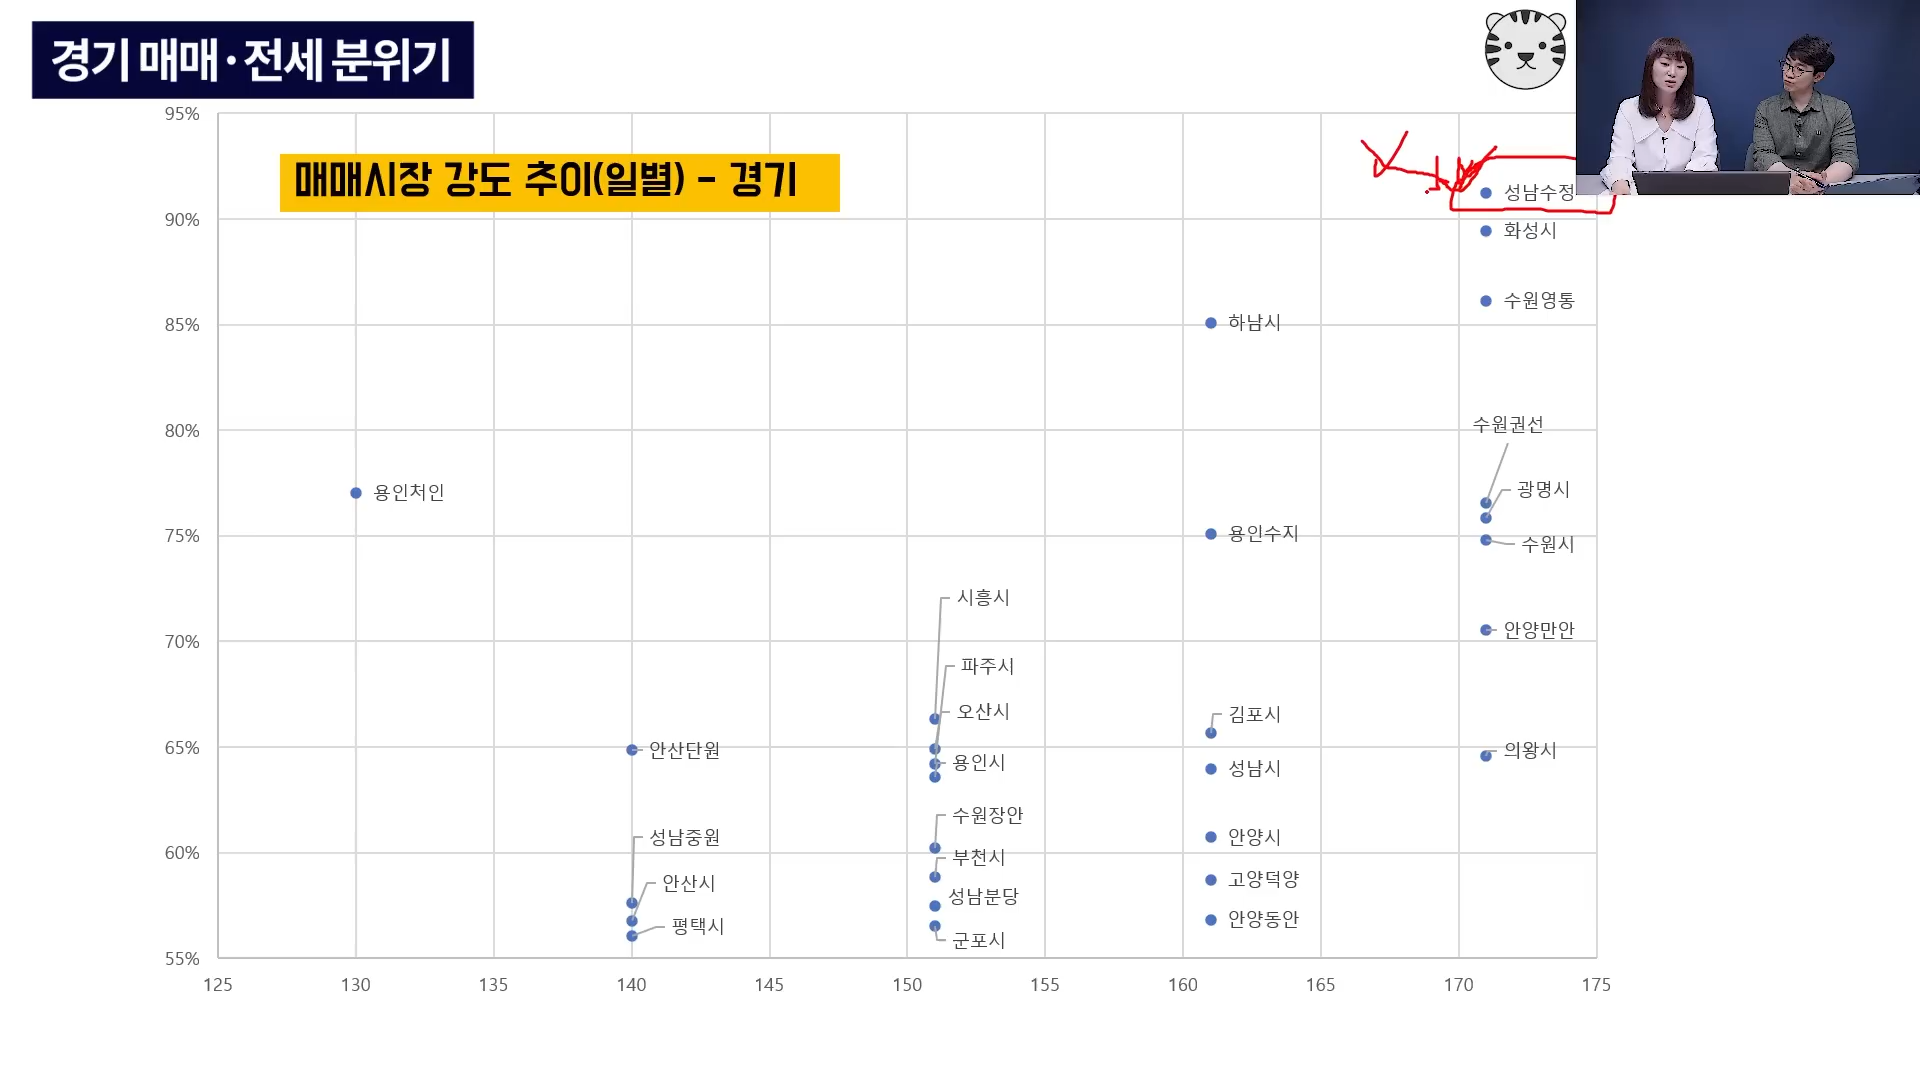 경기 매매·전세 분위기
95%
매매시장 강도 추이(일별) - 경기
성남수정
90%
화성시
수원영통
85%
하남시
80%
수원권선
용인처인
광명시
75%
용인수지
수원시
시흥시
70%
안양만안
파주시
오산시
김포시
65%
안산단원
용인시
성남시
의왕시
수원장안
성남중원
안양시
60%
부천시
안산시
고양덕양
성남분당
안양동안
평택시
군포시
55%
125 130 135 140 145 150 155 160 165 170 175